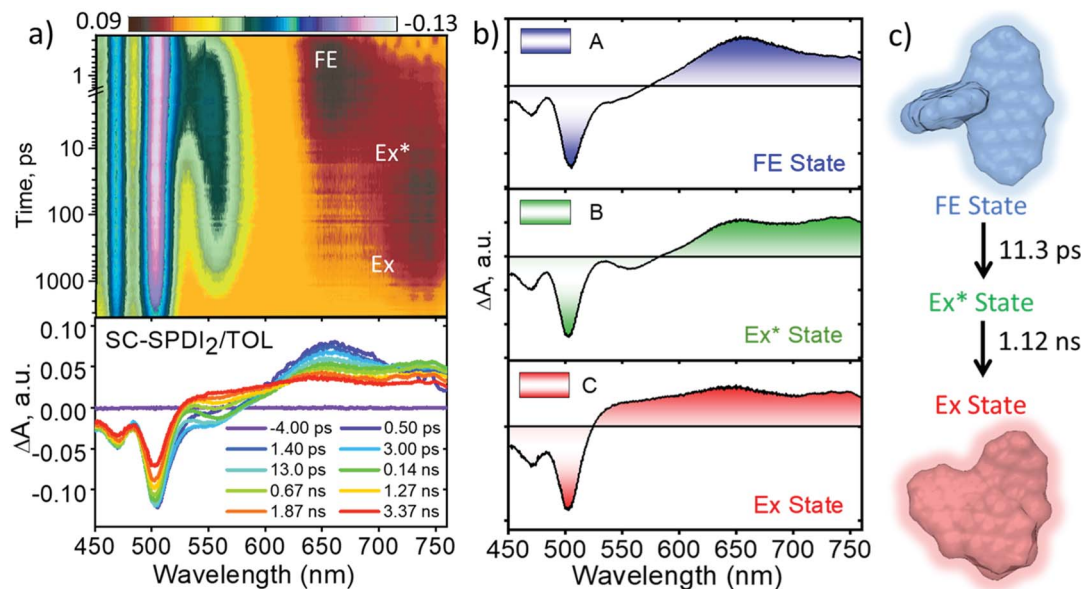 a)
0.09
-0.13
FE
Ex*
Ex
1
10
100
1000
Time, ps
SC-SPDI₂/TOL
0.10
0.05
0.00
-0.05
-0.10
ΔA, a.u.
-4.00 ps 0.50 ps
1.40 ps 3.00 ps
13.0 ps 0.14 ns
0.67 ns 1.27 ns
1.87 ns 3.37 ns
450 500 550 600 650 700 750
Wavelength (nm)
b)
A
FE State
B
Ex* State
C
Ex State
ΔA, a.u.
450 500 550 600 650 700 750
Wavelength (nm)
c)
FE State
11.3 ps
Ex* State
1.12 ns
Ex State